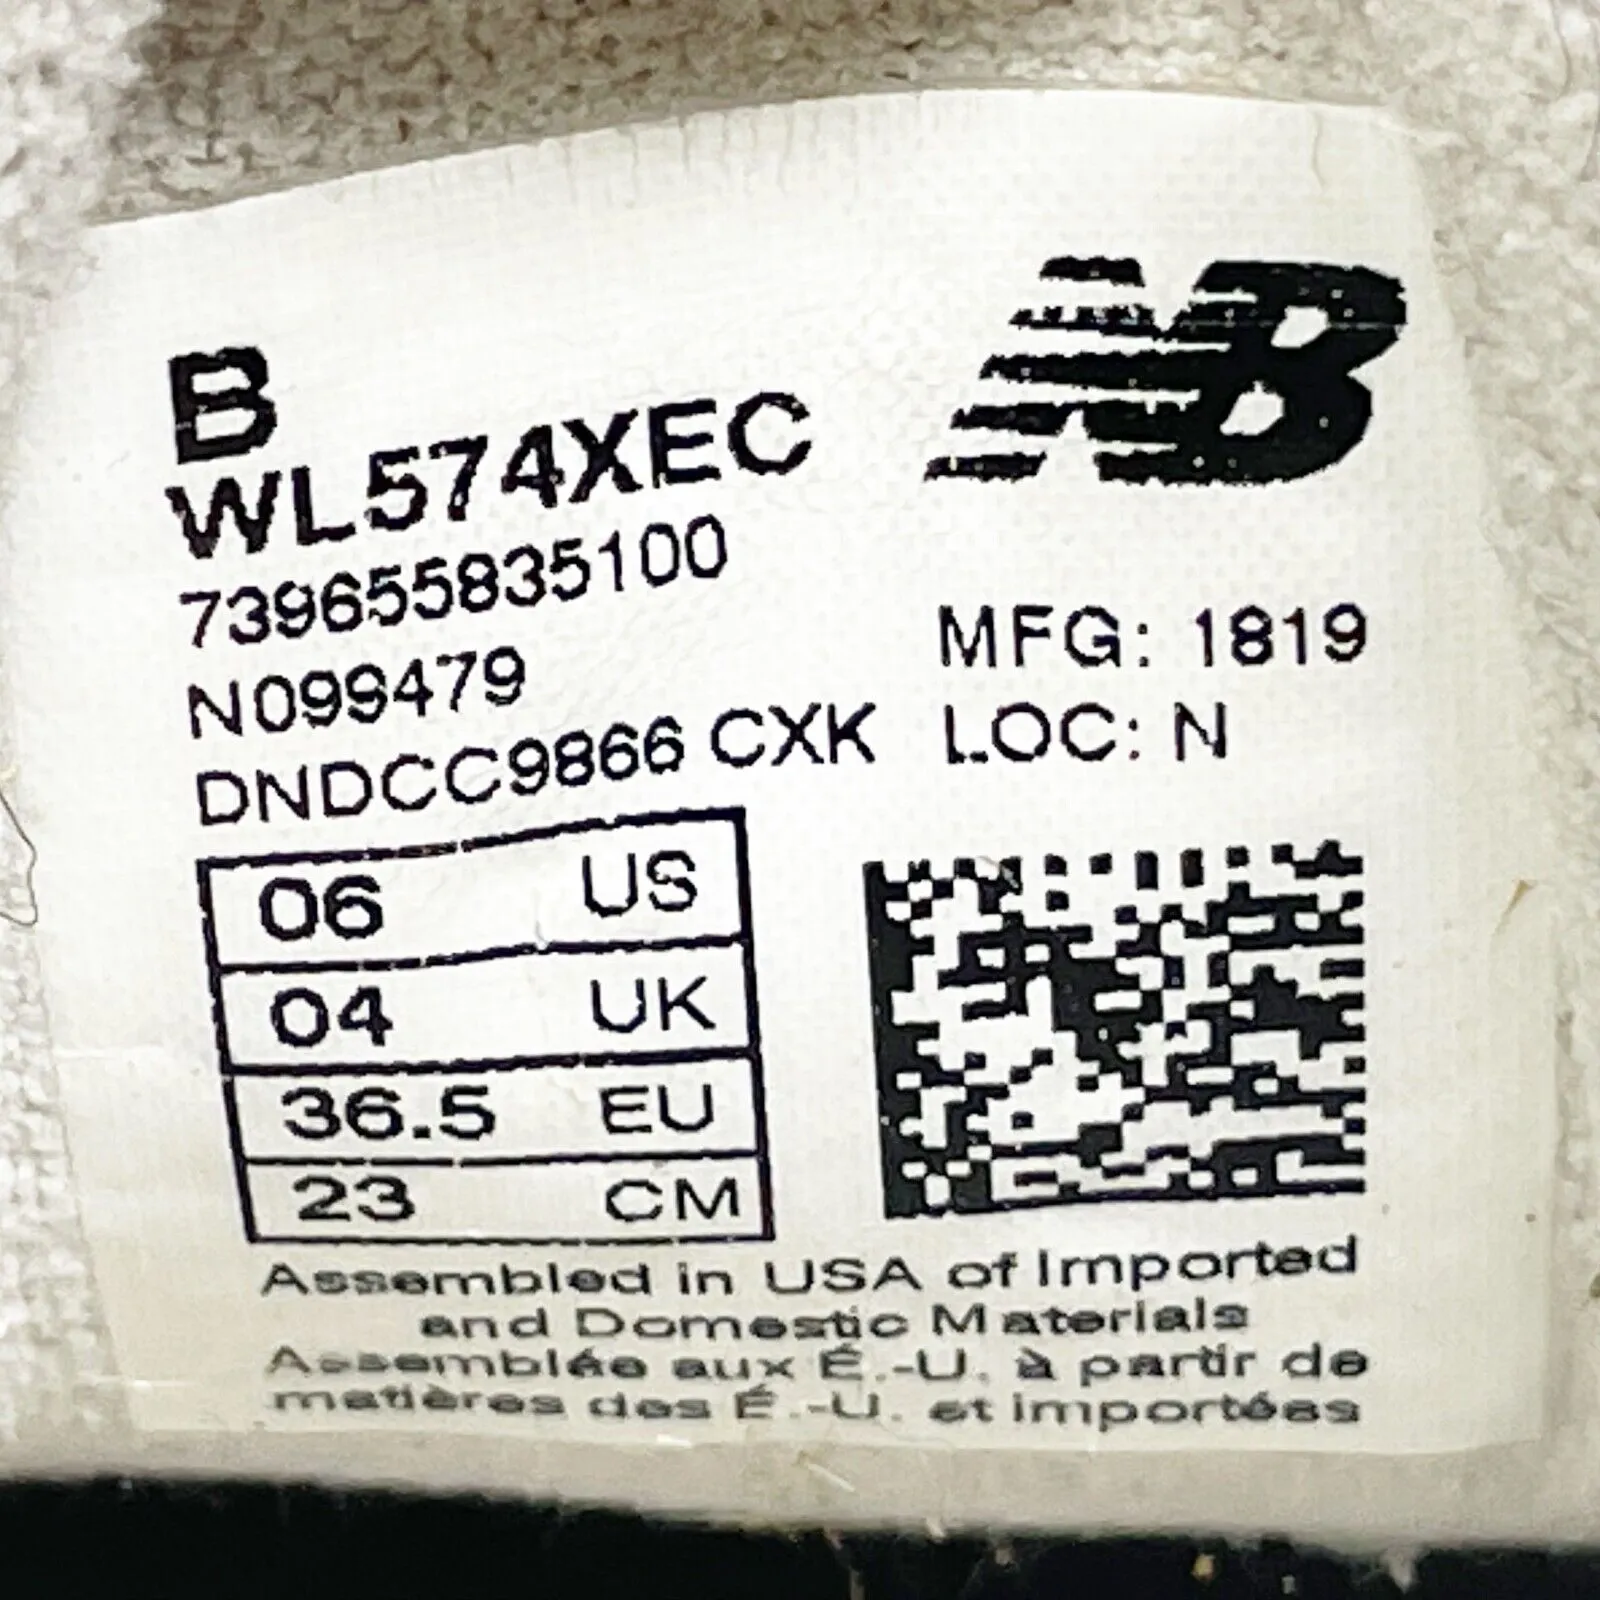 NB
B
WL574XEC
739655835100
N099479
MFG: 1819
DNDCC9866 CXK
LOC: N
06 US
04 UK
36.5 EU
23 CM
Assembled in USA of Imported
and Domestic Materials
Assemblée aux É.-U. à partir de
matières des É.-U. et importées